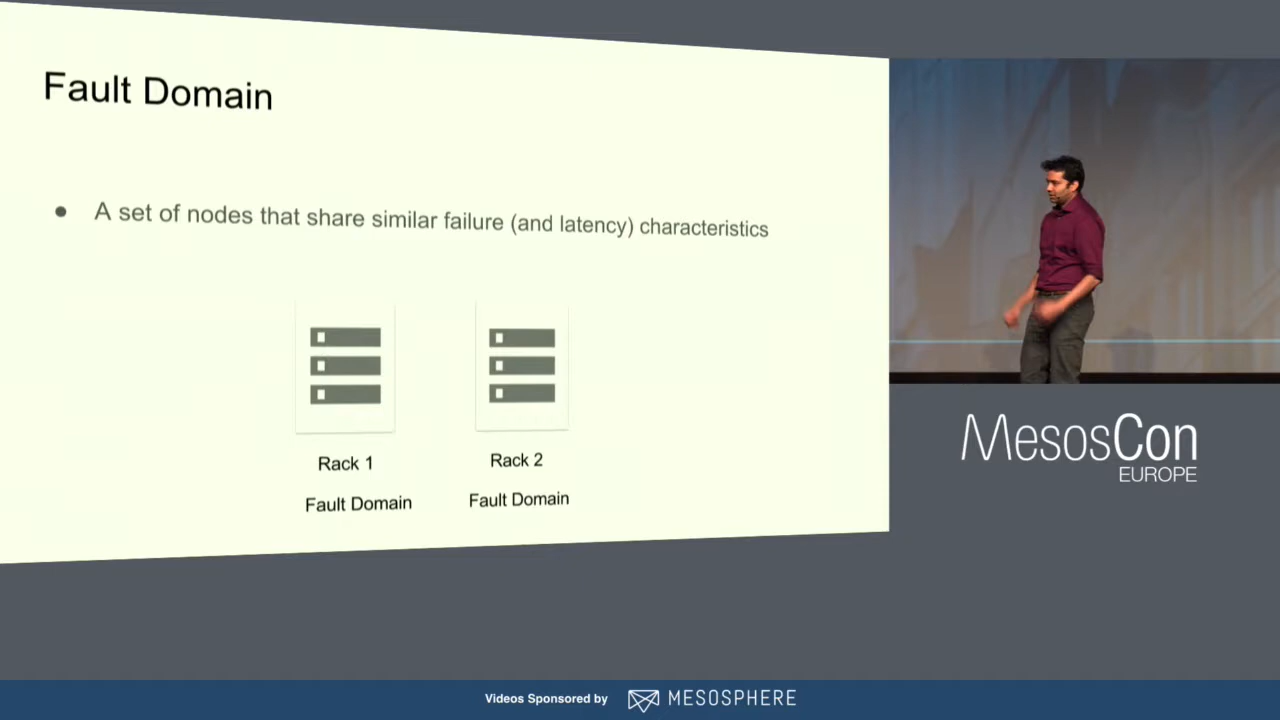 Fault Domain
● A set of nodes that share similar failure (and latency) characteristics
Rack 1
Rack 2
Fault Domain
Fault Domain
MesosCon
EUROPE
Videos Sponsored by
MESOSPHERE